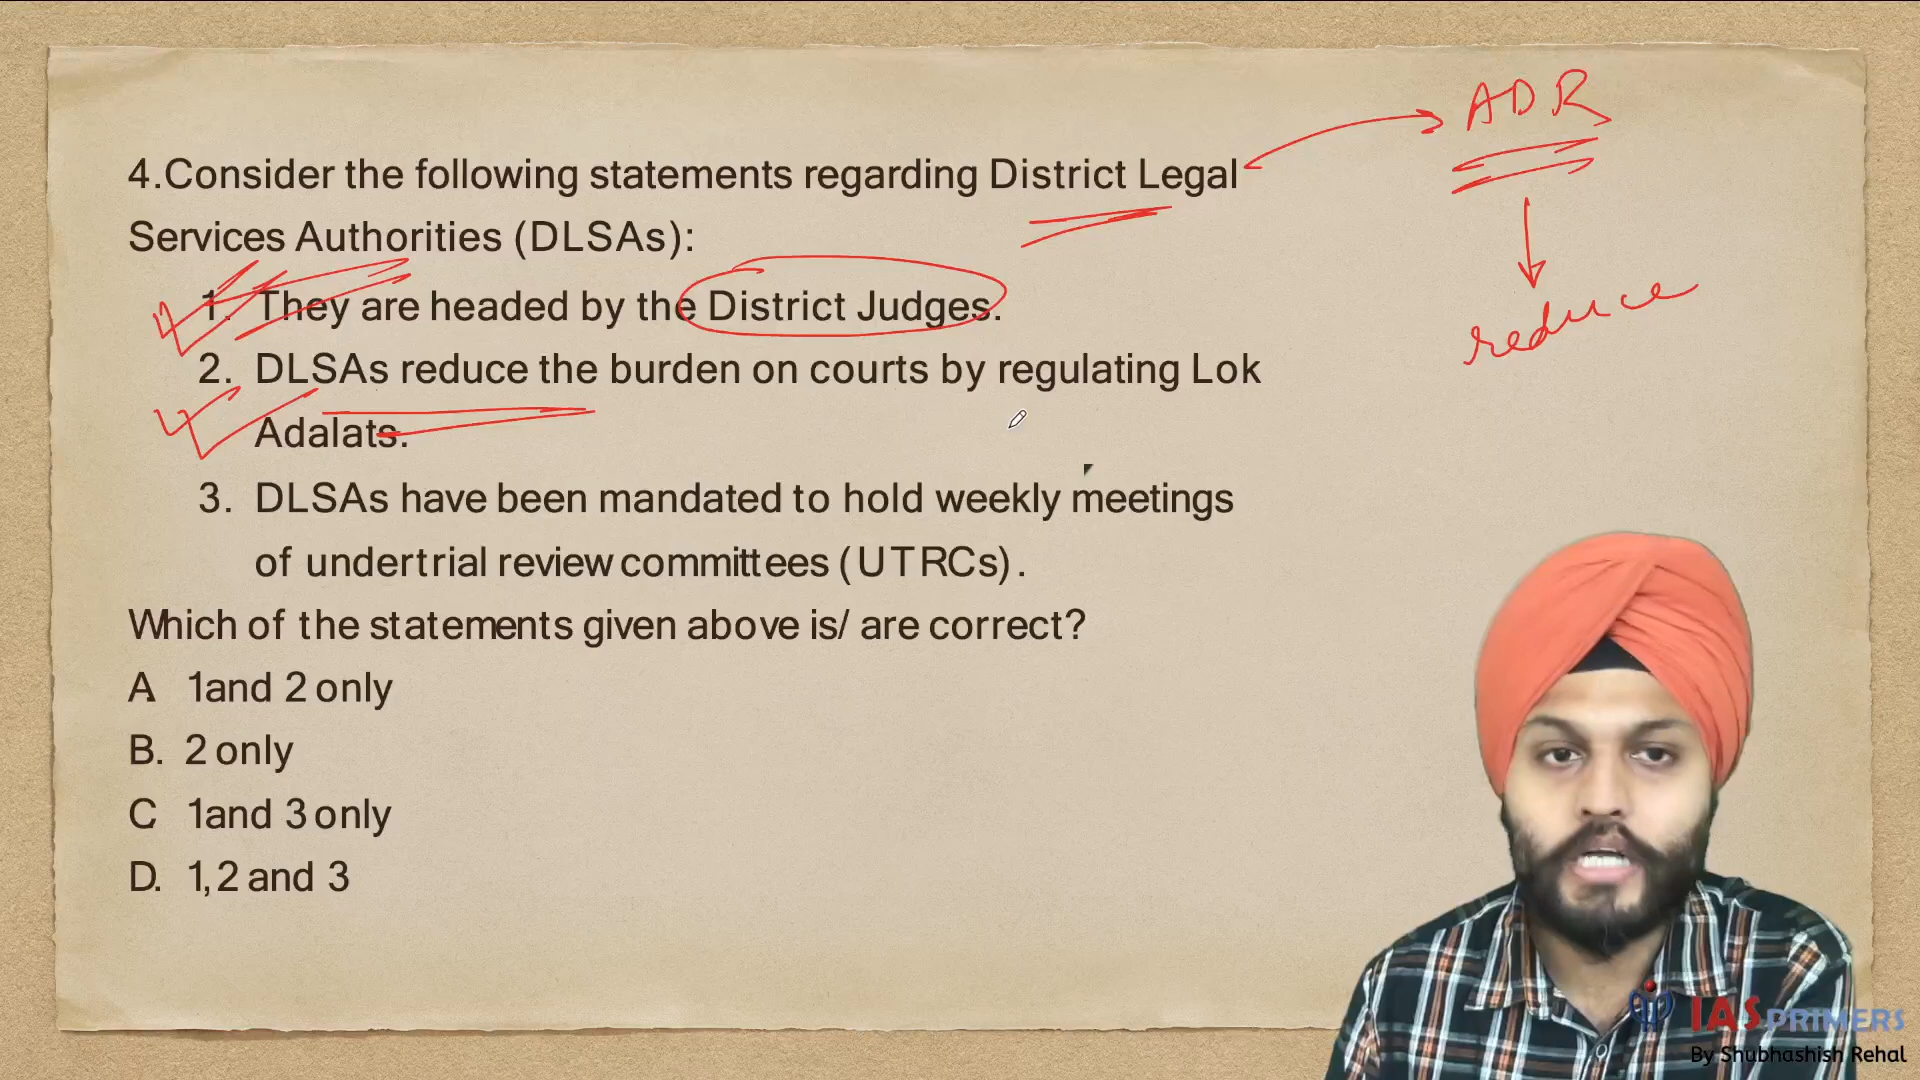 ADR
4.Consider the following statements regarding District Legal
Services Authorities (DLSAs):
1. They are headed by the District Judges.
reduce
2. DLSAs reduce the burden on courts by regulating Lok
Adalats.
3. DLSAs have been mandated to hold weekly meetings
of undertrial review committees (UTRCs).
Which of the statements given above is/ are correct?
A 1and 2 only
B. 2 only
C 1and 3 only
D. 1,2 and 3
IAS PRIMERS
By Shubhashish Rehal